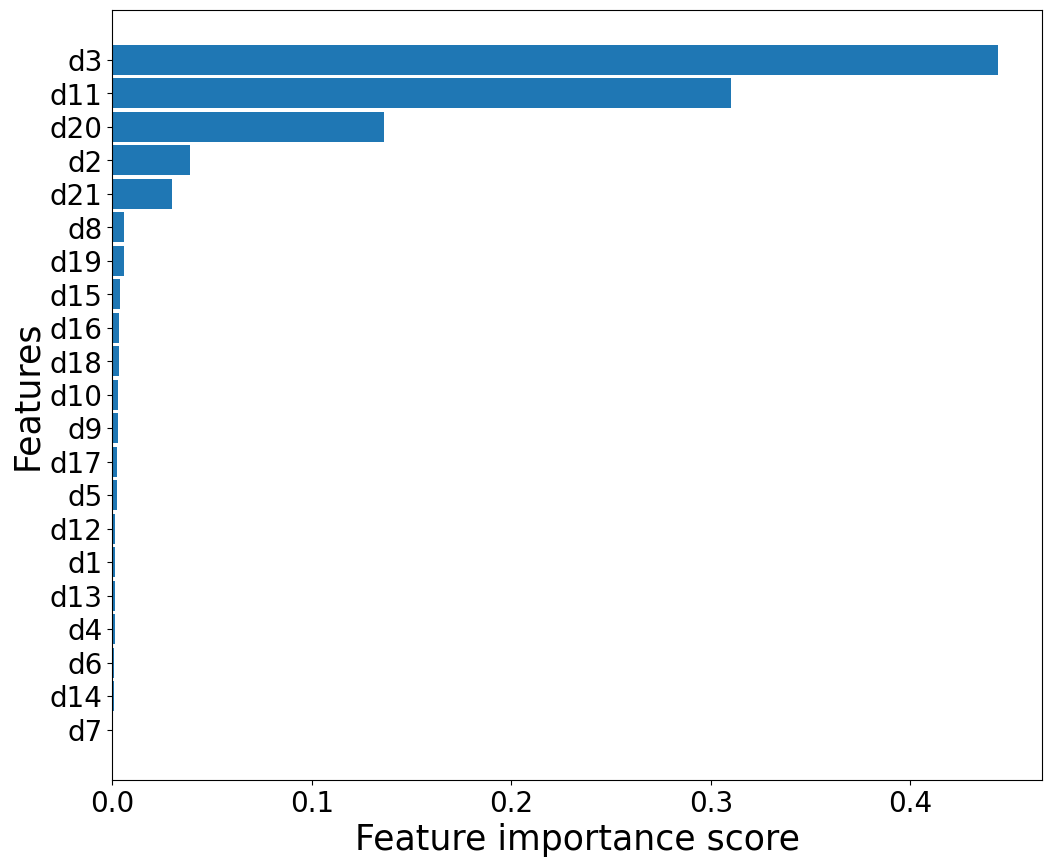 d3
d11
d20
d2
d21
d8
d19
d15
d16
d18
d10
d9
d17
d5
d12
d1
d13
d4
d6
d14
d7
Features
0.0 0.1 0.2 0.3 0.4
Feature importance score